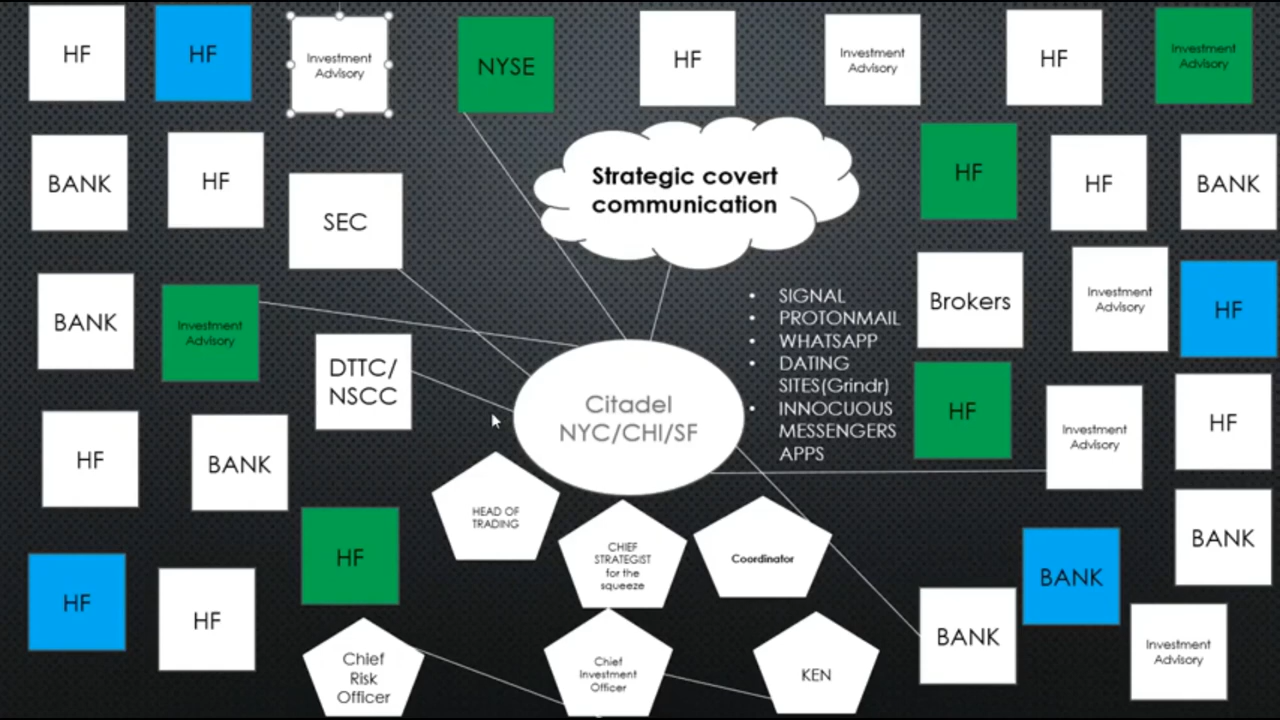 HF
HF
Investment
Advisory
NYSE
HF
Investment
Advisory
HF
Investment
Advisory
BANK
HF
SEC
Strategic covert
communication
HF
HF
BANK
BANK
Investment
Advisory
DTTC/
NSCC
Citadel
NYC/CHI/SF
• SIGNAL
• PROTONMAIL
• WHATSAPP
• DATING
SITES(Grindr)
• INNOCUOUS
MESSENGERS
APPS
Brokers
Investment
Advisory
HF
HF
BANK
HF
Investment
Advisory
HF
HEAD OF
TRADING
CHIEF
STRATEGIST
for the
squeeze
Coordinator
BANK
HF
HF
HF
BANK
BANK
Investment
Advisory
Chief
Risk
Officer
Chief
Investment
Officer
KEN
BANK